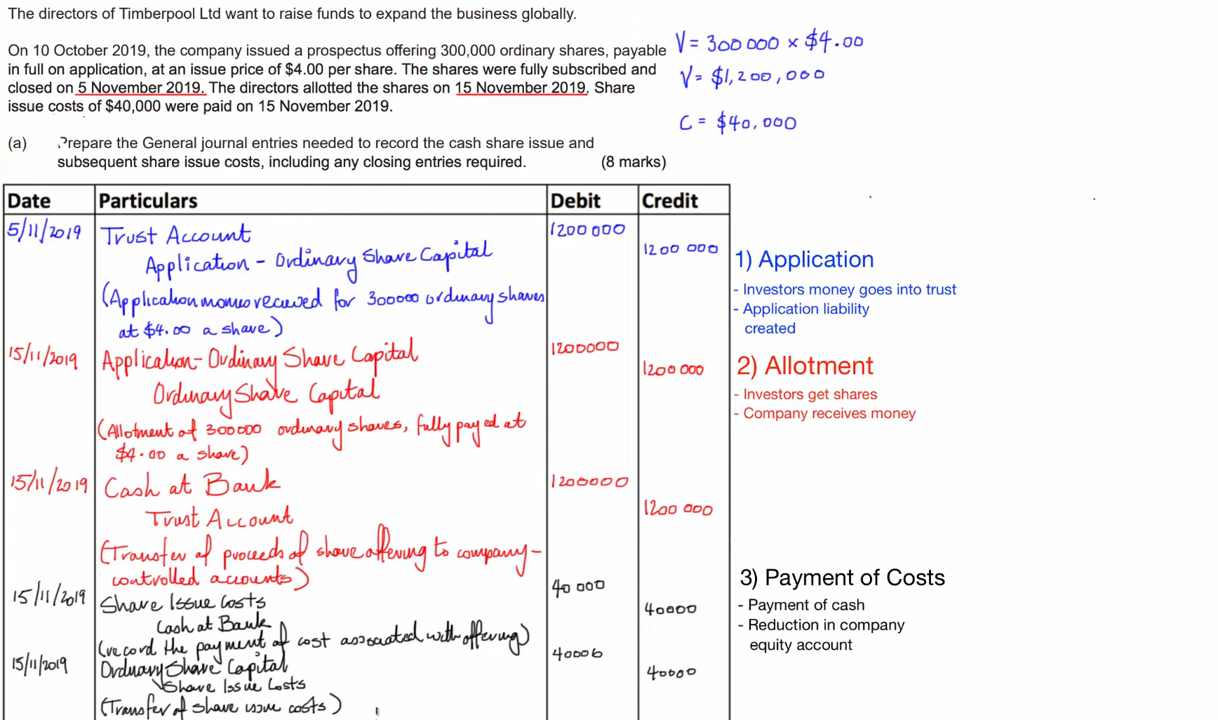 The directors of Timberpool Ltd want to raise funds to expand the business globally.
On 10 October 2019, the company issued a prospectus offering 300,000 ordinary shares, payable
in full on application, at an issue price of $4.00 per share. The shares were fully subscribed and
closed on 5 November 2019. The directors allotted the shares on 15 November 2019. Share
issue costs of $40,000 were paid on 15 November 2019.
V = 300 000 × $4.00
V = $1,200,000
C = $40,000
(a) Prepare the General journal entries needed to record the cash share issue and
subsequent share issue costs, including any closing entries required. (8 marks)
Date Particulars Debit Credit
5/11/2019 Trust Account 1200 000
Application - Ordinary Share Capital 1200 000
(Application monies received for 300000 ordinary shares
at $4.00 a share)
15/11/2019 Application - Ordinary Share Capital 1200000
Ordinary Share Capital 1200 000
(Allotment of 300000 ordinary shares, fully payed at
$4.00 a share)
15/11/2019 Cash at Bank 1200000
Trust Account 1200 000
(Transfer of proceeds of share offering to company-
controlled accounts)
15/11/2019 Share Issue Costs 40 000
Cash at Bank 40000
(record the payment of cost associated with offering)
15/11/2019 Ordinary Share Capital 40000
Share Issue Costs 40000
(Transfer of share issue costs)
1) Application
- Investors money goes into trust
- Application liability
created
2) Allotment
- Investors get shares
- Company receives money
3) Payment of Costs
- Payment of cash
- Reduction in company
equity account